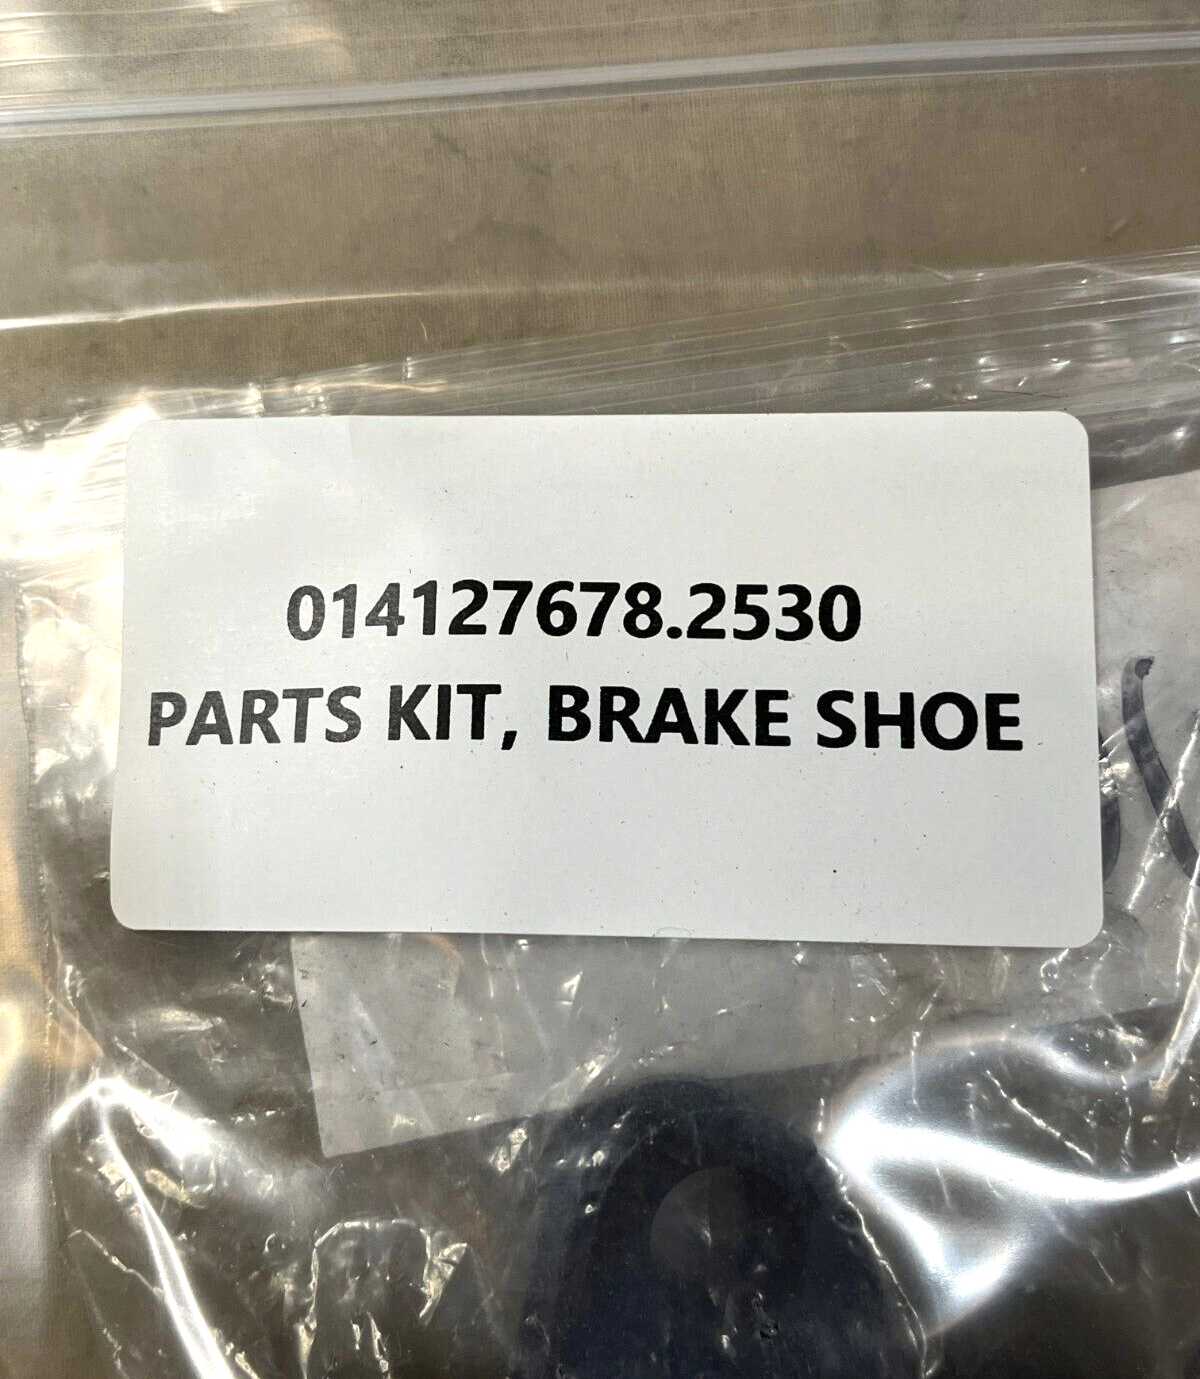 014127678.2530
PARTS KIT, BRAKE SHOE